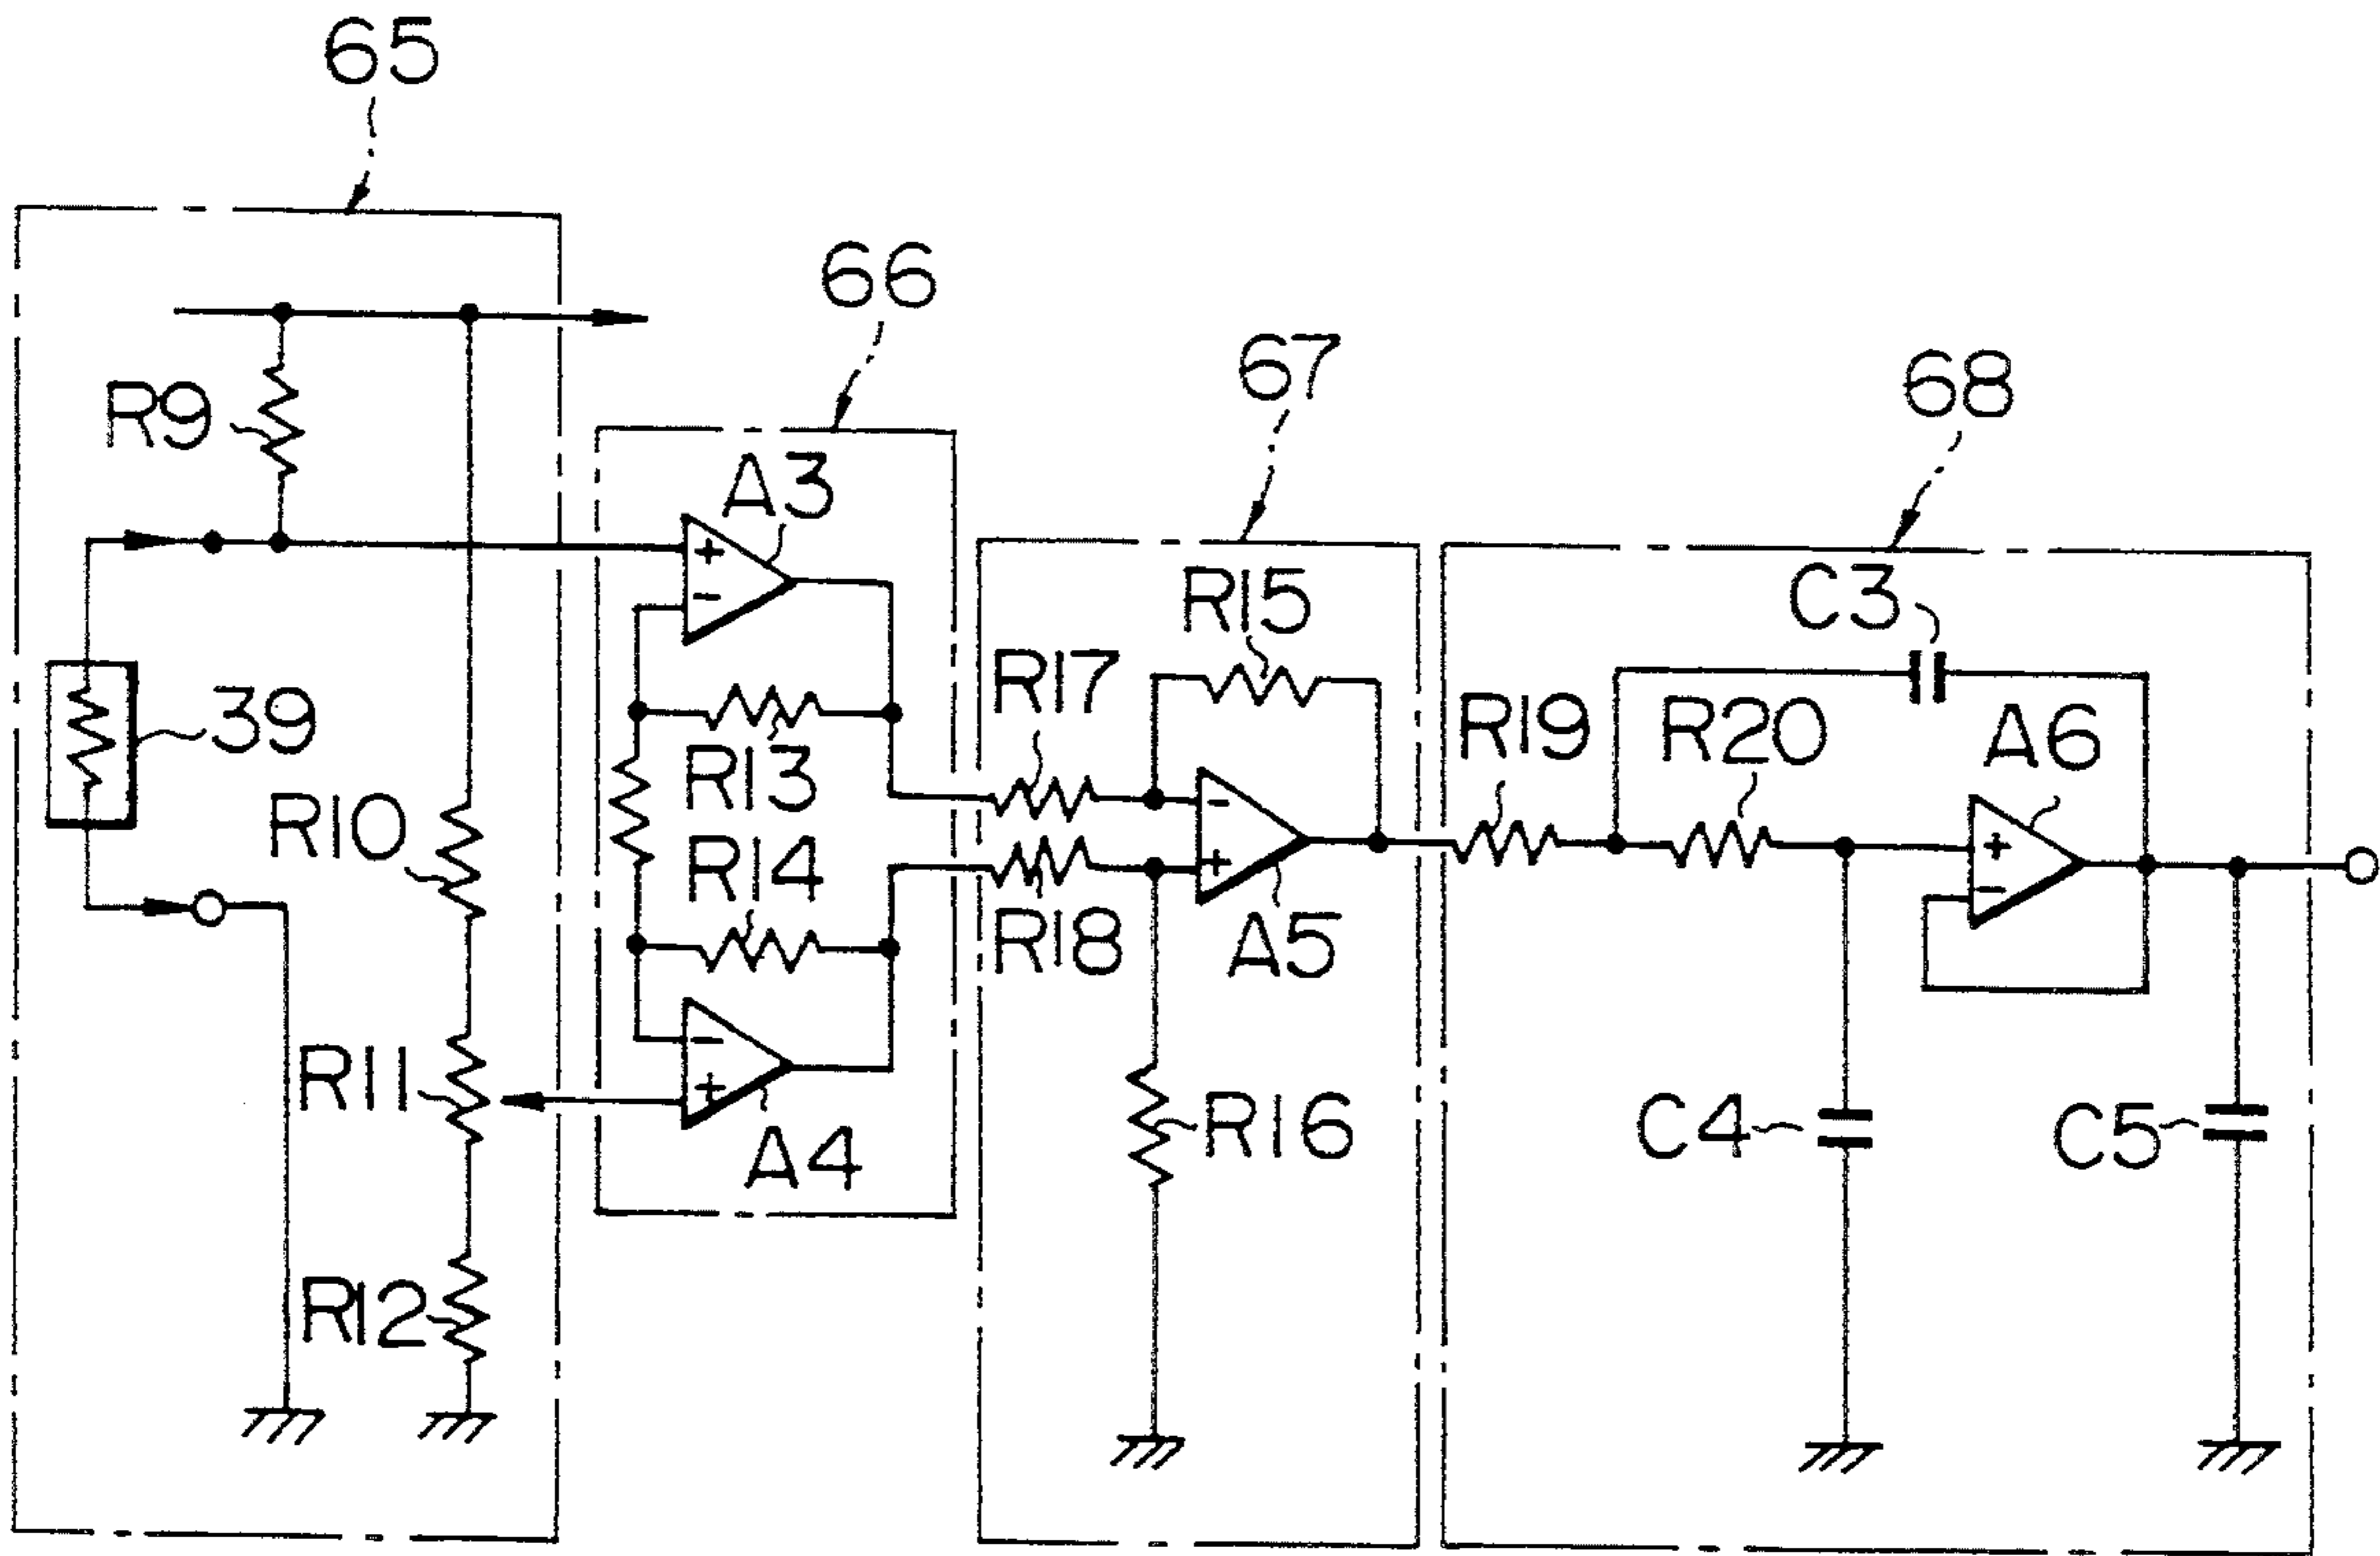 65
66
67
68
R9
A3
C3
R15
R17
R19
R20
A6
39
R13
R10
R14
R18
A5
R11
A4
R16
C4
C5
R12
+
-
-
+
-
+
+
-